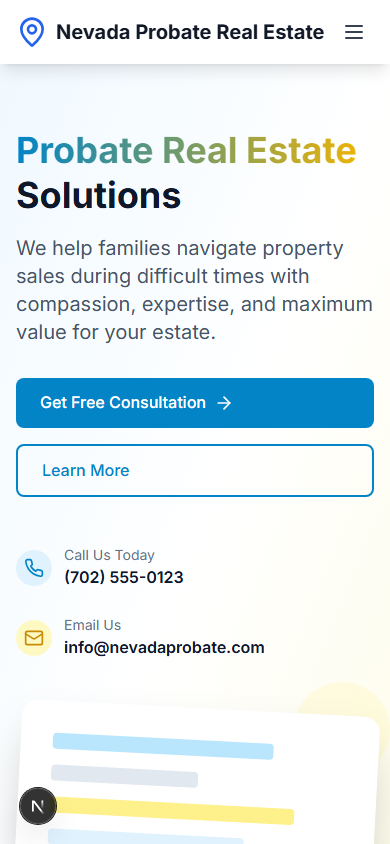 Nevada Probate Real Estate
Probate Real Estate
Solutions
We help families navigate property
sales during difficult times with
compassion, expertise, and maximum
value for your estate.
Get Free Consultation →
Learn More
Call Us Today
(702) 555-0123
Email Us
info@nevadaprobate.com
N